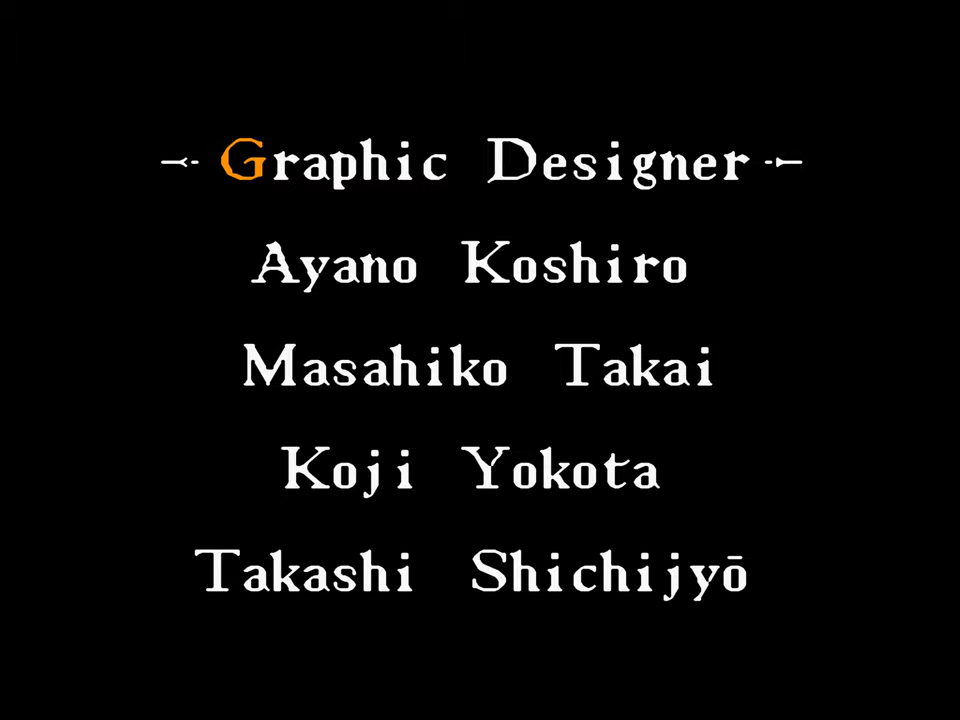 Graphic Designer
Ayano Koshiro
Masahiko Takai
Koji Yokota
Takashi Shichijyō